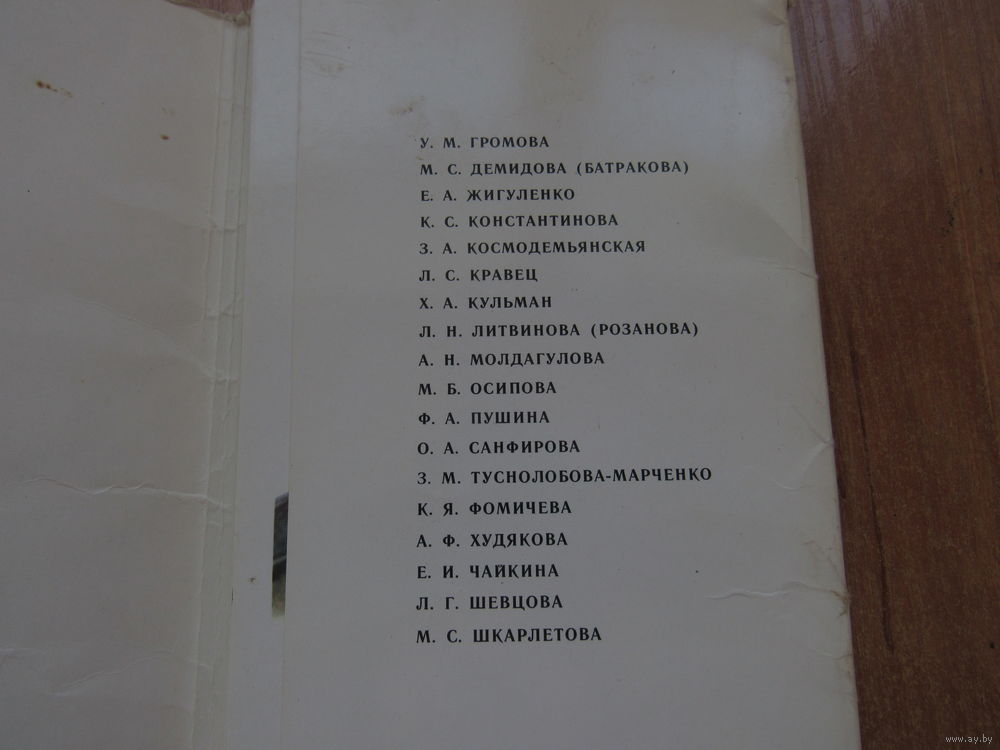 У. М. ГРОМОВА
М. С. ДЕМИДОВА (БАТРАКОВА)
Е. А. ЖИГУЛЕНКО
К. С. КОНСТАНТИНОВА
З. А. КОСМОДЕМЬЯНСКАЯ
Л. С. КРАВЕЦ
Х. А. КУЛЬМАН
Л. Н. ЛИТВИНОВА (РОЗАНОВА)
А. Н. МОЛДАГУЛОВА
М. Б. ОСИПОВА
Ф. А. ПУШИНА
О. А. САНФИРОВА
З. М. ТУСНОЛОБОВА-МАРЧЕНКО
К. Я. ФОМИЧЕВА
А. Ф. ХУДЯКОВА
Е. И. ЧАЙКИНА
Л. Г. ШЕВЦОВА
М. С. ШКАРЛЕТОВА
www.ay.by